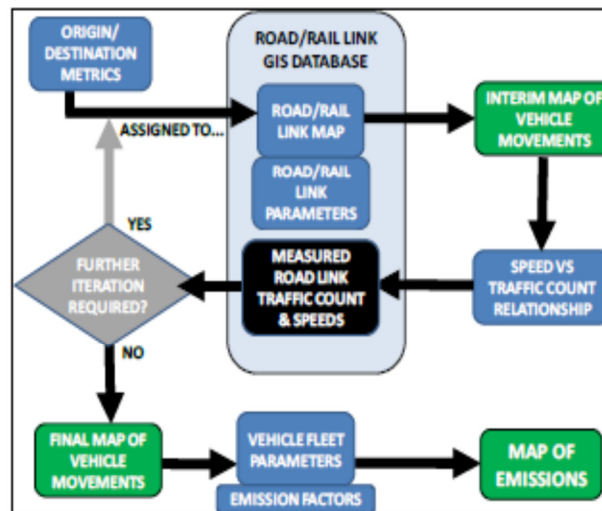 ORIGIN/
DESTINATION
METRICS
ROAD/RAIL LINK
GIS DATABASE
ASSIGNED TO...
ROAD/RAIL
LINK MAP
INTERIM MAP OF
VEHICLE
MOVEMENTS
ROAD/RAIL
LINK
PARAMETERS
YES
FURTHER
ITERATION
REQUIRED?
MEASURED
ROAD LINK
TRAFFIC COUNT
& SPEEDS
SPEED VS
TRAFFIC COUNT
RELATIONSHIP
NO
FINAL MAP OF
VEHICLE
MOVEMENTS
VEHICLE FLEET
PARAMETERS
EMISSION FACTORS
MAP OF
EMISSIONS